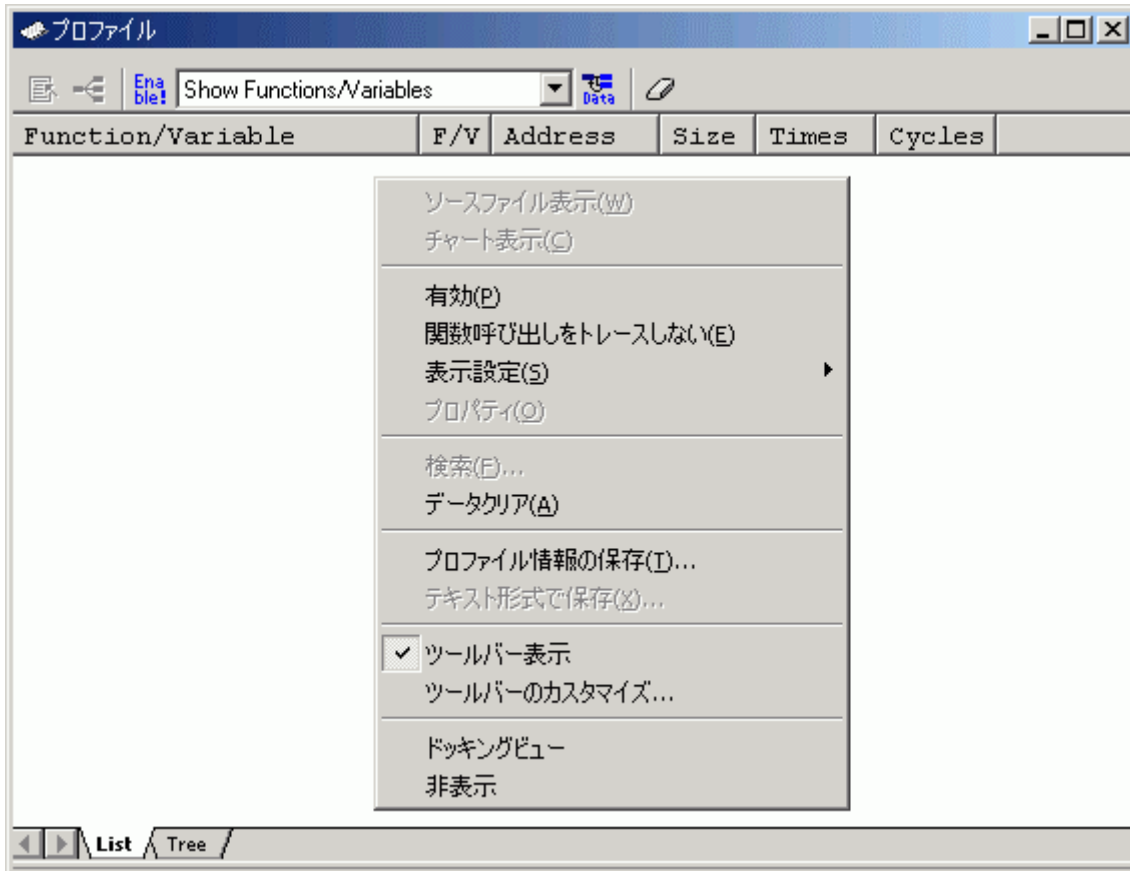 プロファイル
Ena
ble!
Show Functions/Variables
Data
Function/Variable F/V Address Size Times Cycles
ソースファイル表示(W)
チャート表示(C)
有効(P)
関数呼び出しをトレースしない(E)
表示設定(S)
プロパティ(O)
検索(F)...
データクリア(A)
プロファイル情報の保存(T)...
テキスト形式で保存(X)...
ツールバー表示
ツールバーのカスタマイズ...
ドッキングビュー
非表示
List Tree